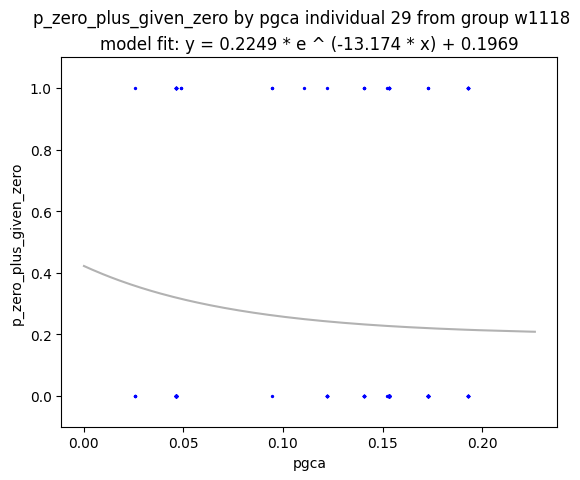 p_zero_plus_given_zero by pgca individual 29 from group w1118
model fit: y = 0.2249 * e ^ (-13.174 * x) + 0.1969
1.0
0.8
0.6
0.4
0.2
0.0
p_zero_plus_given_zero
0.00 0.05 0.10 0.15 0.20
pgca